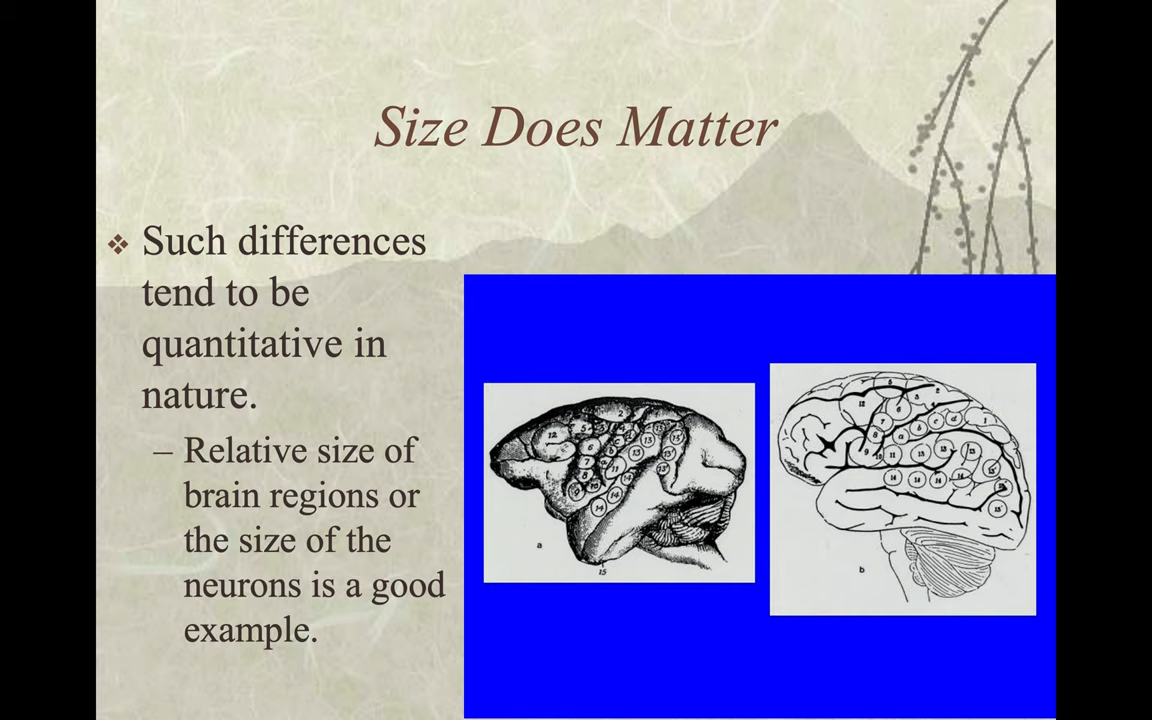 Size Does Matter
❖ Such differences
tend to be
quantitative in
nature.
– Relative size of
brain regions or
the size of the
neurons is a good
example.
a
15
b